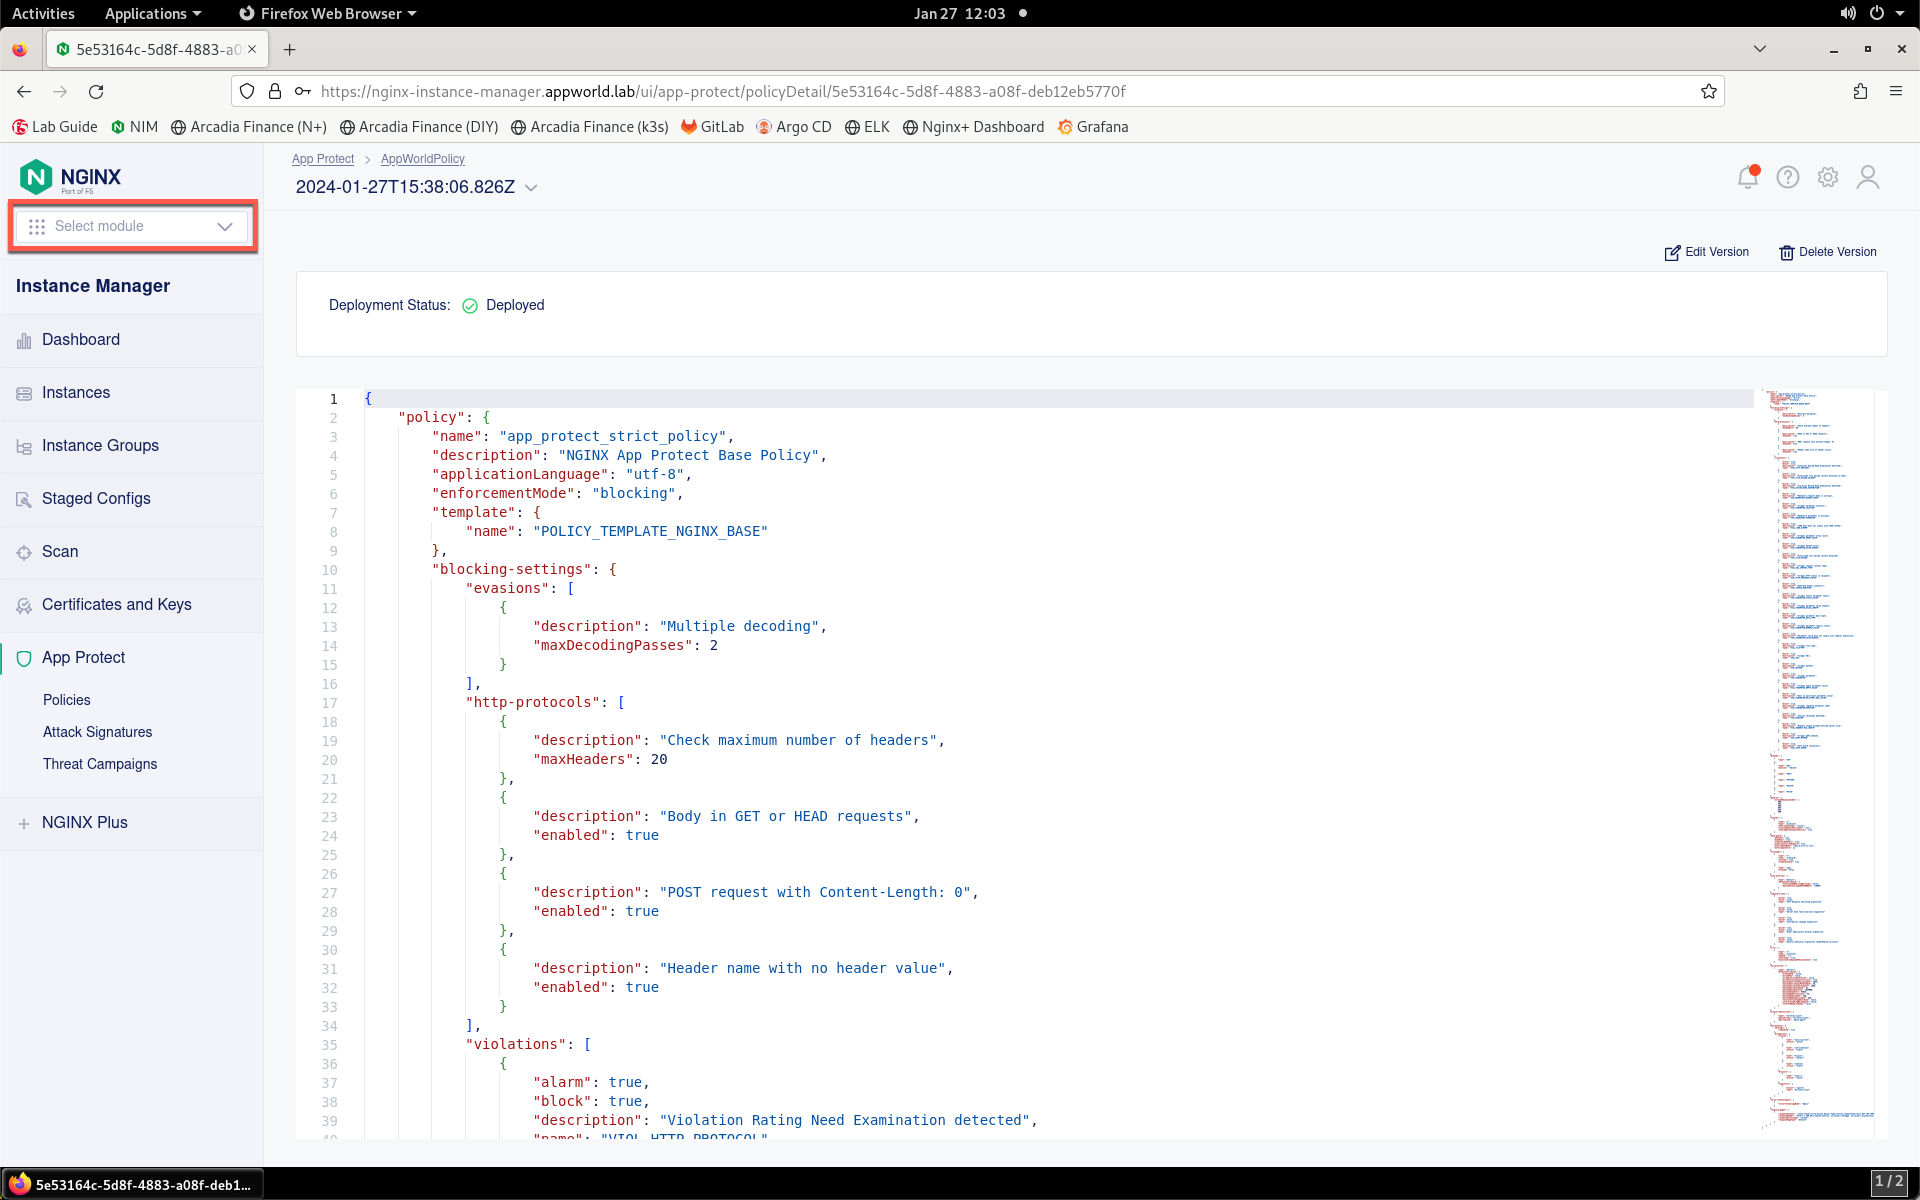 Activities Applications Firefox Web Browser Jan 27 12:03
5e53164c-5d8f-4883-a0
https://nginx-instance-manager.appworld.lab/ui/app-protect/policyDetail/5e53164c-5d8f-4883-a08f-deb12eb5770f
Lab Guide NIM Arcadia Finance (N+) Arcadia Finance (DIY) Arcadia Finance (k3s) GitLab Argo CD ELK Nginx+ Dashboard Grafana
NGINX
Part of F5
Select module
Instance Manager
Dashboard
Instances
Instance Groups
Staged Configs
Scan
Certificates and Keys
App Protect
Policies
Attack Signatures
Threat Campaigns
NGINX Plus
App Protect > AppWorldPolicy
2024-01-27T15:38:06.826Z
Edit Version Delete Version
Deployment Status: Deployed
1 {
2 "policy": {
3 "name": "app_protect_strict_policy",
4 "description": "NGINX App Protect Base Policy",
5 "applicationLanguage": "utf-8",
6 "enforcementMode": "blocking",
7 "template": {
8 "name": "POLICY_TEMPLATE_NGINX_BASE"
9 },
10 "blocking-settings": {
11 "evasions": [
12 {
13 "description": "Multiple decoding",
14 "maxDecodingPasses": 2
15 }
16 ],
17 "http-protocols": [
18 {
19 "description": "Check maximum number of headers",
20 "maxHeaders": 20
21 },
22 {
23 "description": "Body in GET or HEAD requests",
24 "enabled": true
25 },
26 {
27 "description": "POST request with Content-Length: 0",
28 "enabled": true
29 },
30 {
31 "description": "Header name with no header value",
32 "enabled": true
33 }
34 ],
35 "violations": [
36 {
37 "alarm": true,
38 "block": true,
39 "description": "Violation Rating Need Examination detected",
40 "name": "VIOL_HTTP_PROTOCOL"
5e53164c-5d8f-4883-a08f-deb1...
1 / 2